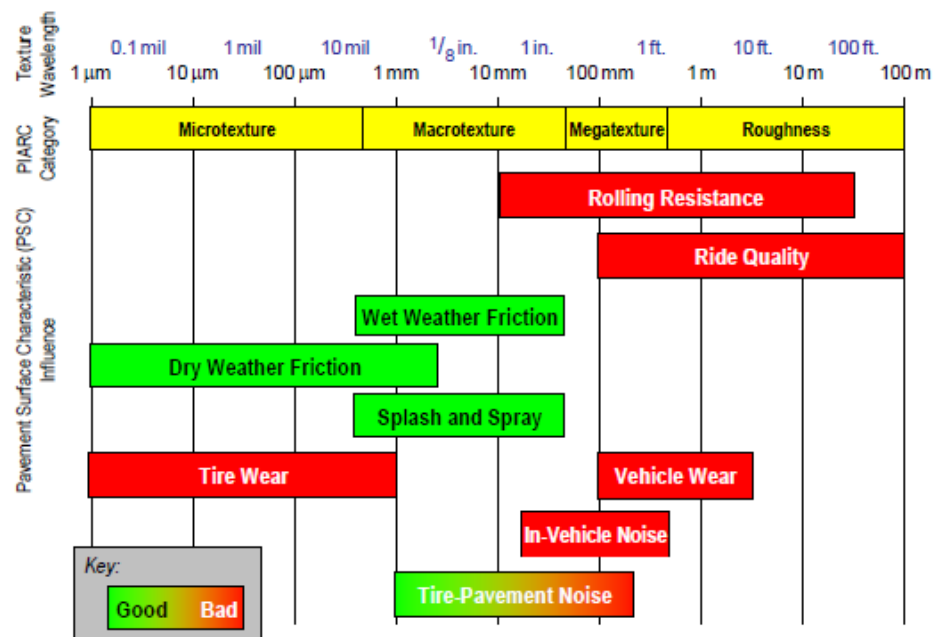 Texture
Wavelength
0.1 mil 1 mil 10 mil 1/8 in. 1 in. 1 ft. 10 ft. 100 ft.
1 µm 10 µm 100 µm 1 mm 10 mm 100 mm 1 m 10 m 100 m
PIARC
Category
Microtexture Macrotexture Megatexture Roughness
Pavement Surface Characteristic (PSC)
Influence
Rolling Resistance
Ride Quality
Wet Weather Friction
Dry Weather Friction
Splash and Spray
Tire Wear Vehicle Wear
In-Vehicle Noise
Tire-Pavement Noise
Key:
Good Bad